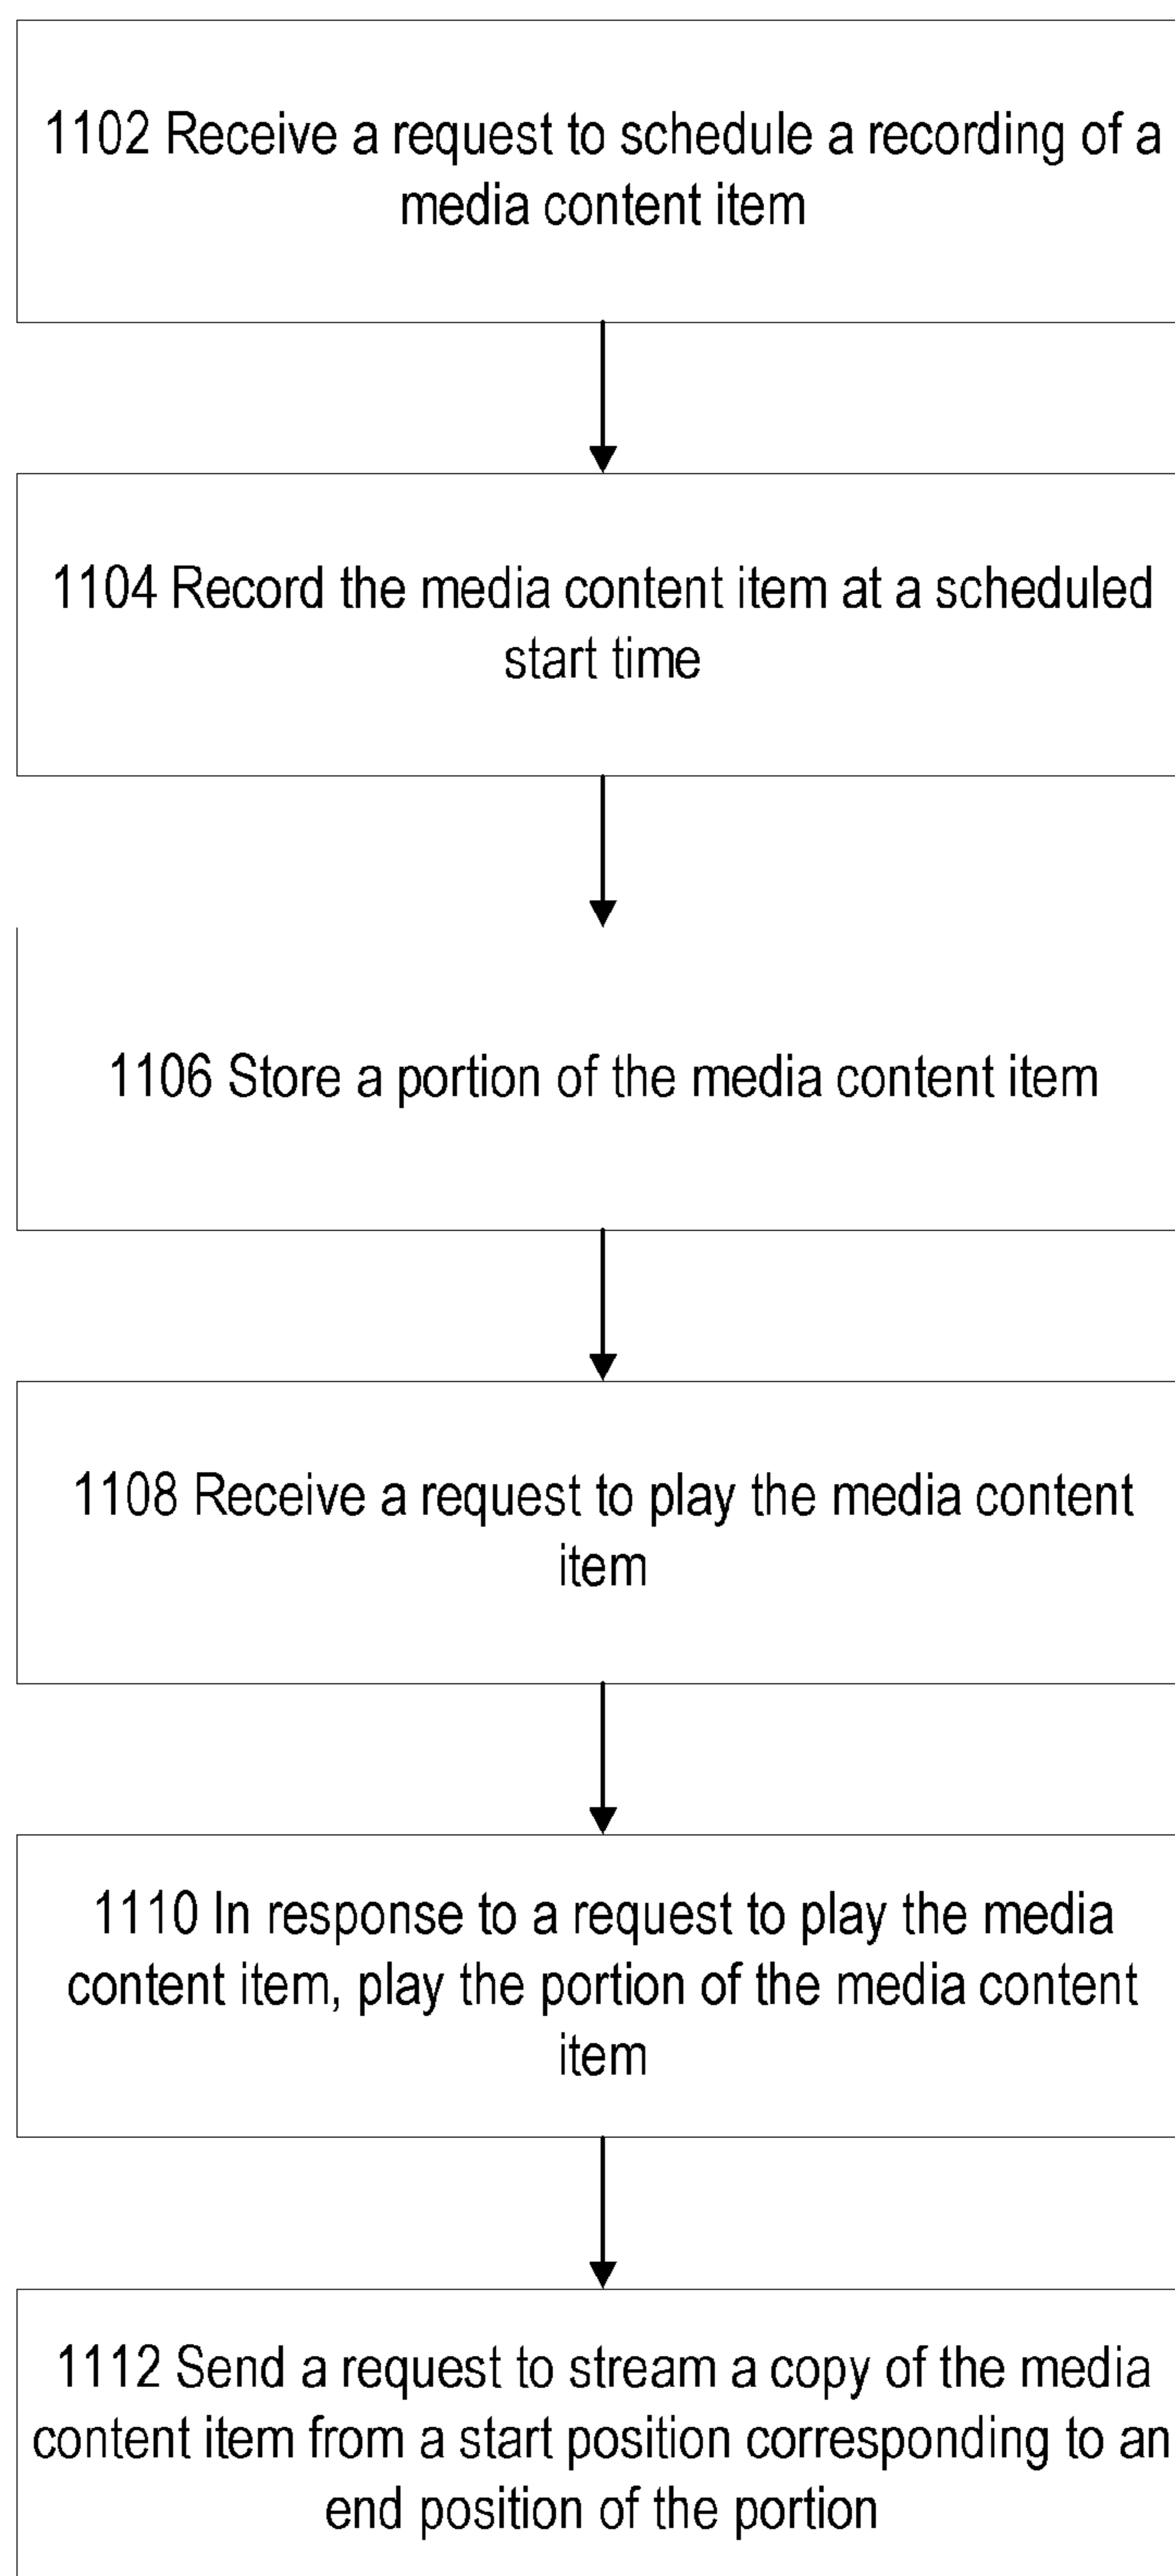 1102 Receive a request to schedule a recording of a
media content item
1104 Record the media content item at a scheduled
start time
1106 Store a portion of the media content item
1108 Receive a request to play the media content
item
1110 In response to a request to play the media
content item, play the portion of the media content
item
1112 Send a request to stream a copy of the media
content item from a start position corresponding to an
end position of the portion